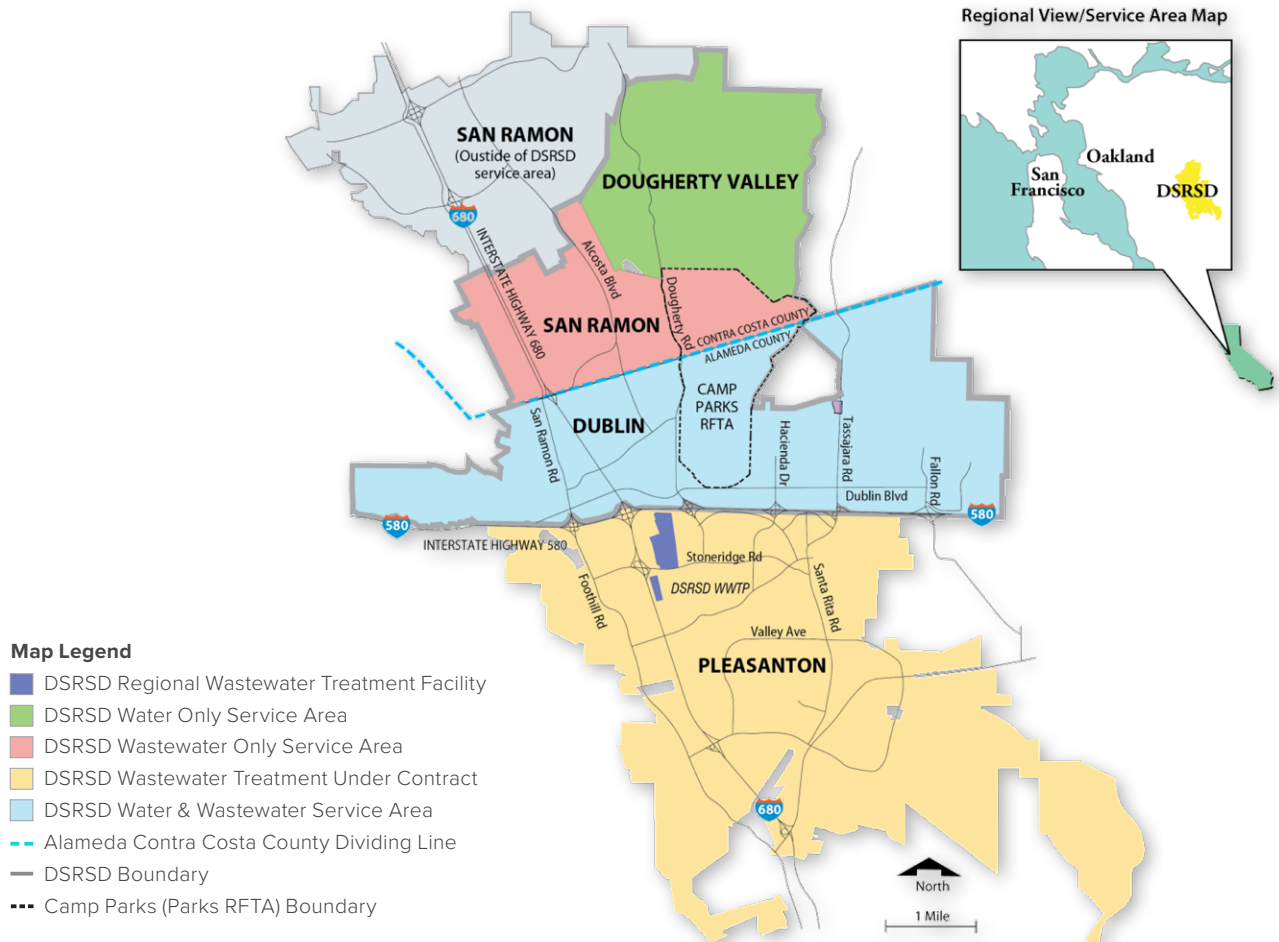 Regional View/Service Area Map
Oakland
San
Francisco
DSRSD
SAN RAMON
(Oustide of DSRSD
service area)
DOUGHERTY VALLEY
680
INTERSTATE HIGHWAY 680
Alcosta Blvd
Dougherty Rd
SAN RAMON
CONTRA COSTA COUNTY
ALAMEDA COUNTY
CAMP
PARKS
RFTA
DUBLIN
San Ramon Rd
Hacienda Dr
Tassajara Rd
Fallon Rd
Dublin Blvd
580
580
INTERSTATE HIGHWAY 580
Stoneridge Rd
DSRSD WWTP
Foothill Rd
Santa Rita Rd
Valley Ave
PLEASANTON
680
North
1 Mile
Map Legend
DSRSD Regional Wastewater Treatment Facility
DSRSD Water Only Service Area
DSRSD Wastewater Only Service Area
DSRSD Wastewater Treatment Under Contract
DSRSD Water & Wastewater Service Area
Alameda Contra Costa County Dividing Line
DSRSD Boundary
Camp Parks (Parks RFTA) Boundary